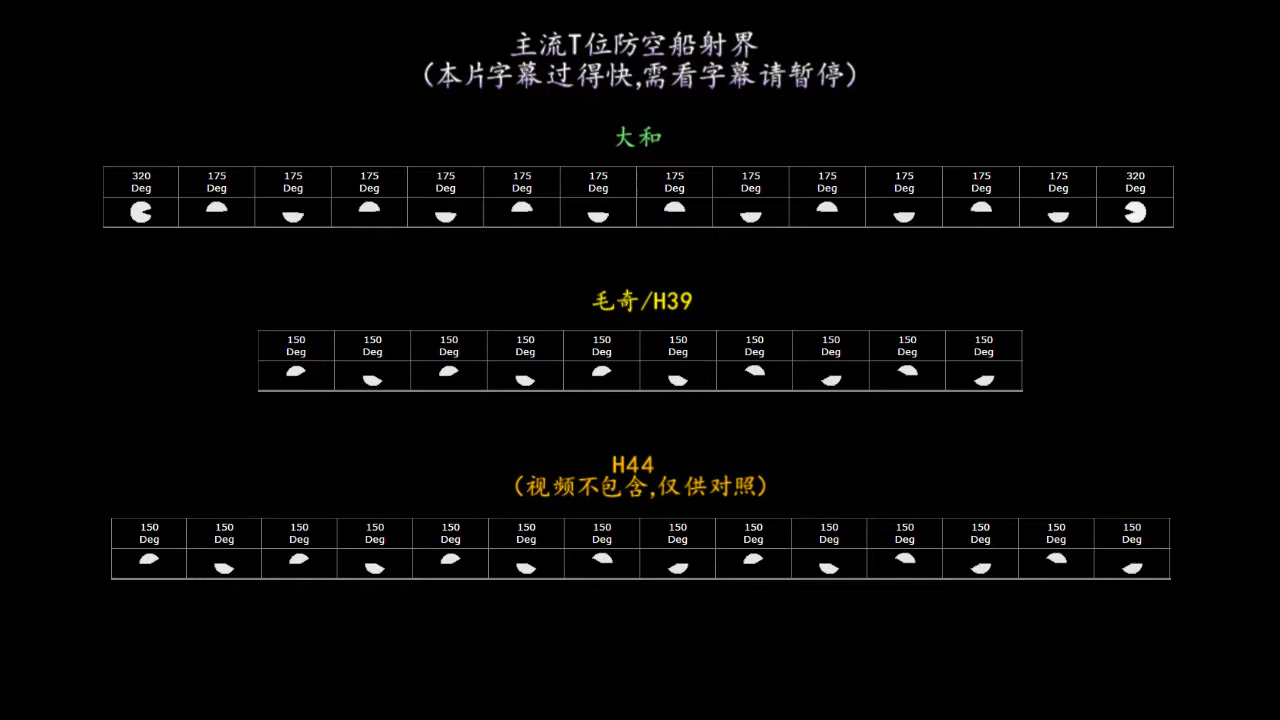 主流T位防空船射界
(本片字幕过得快,需看字幕请暂停)
大和
320 175 175 175 175 175 175 175 175 175 175 175 175 320
Deg Deg Deg Deg Deg Deg Deg Deg Deg Deg Deg Deg Deg Deg
毛奇/H39
150 150 150 150 150 150 150 150 150 150
Deg Deg Deg Deg Deg Deg Deg Deg Deg Deg
H44
(视频不包含,仅供对照)
150 150 150 150 150 150 150 150 150 150 150 150 150 150
Deg Deg Deg Deg Deg Deg Deg Deg Deg Deg Deg Deg Deg Deg